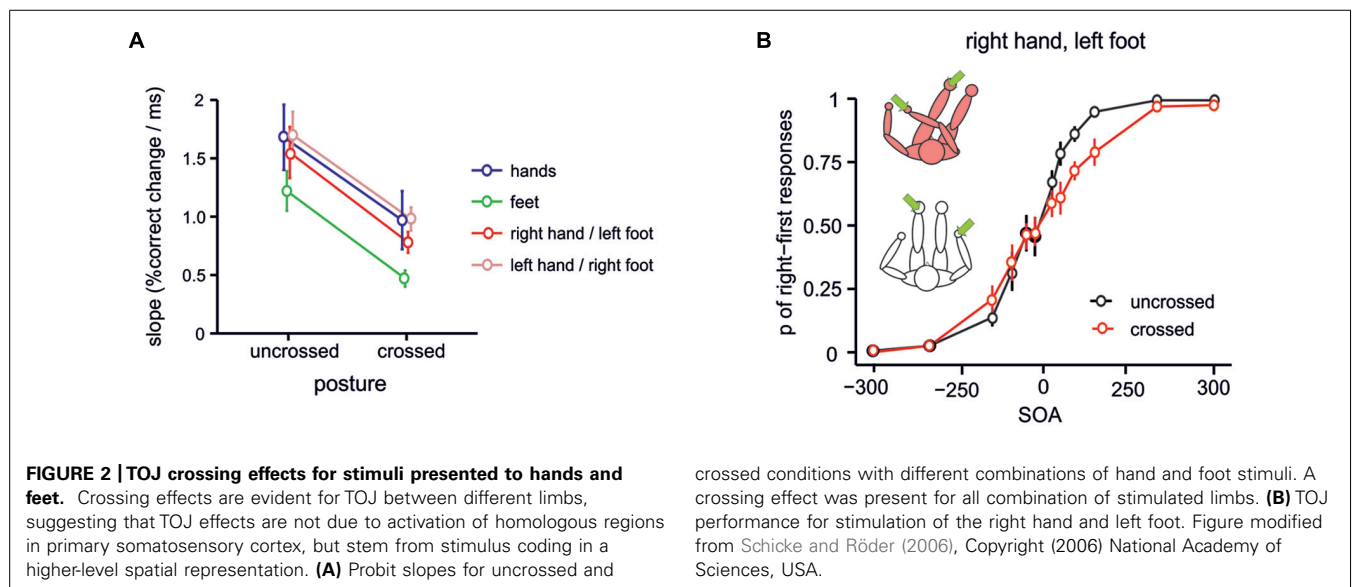 A
slope (%correct change / ms)
2
1.5
1.0
0.5
0
uncrossed crossed
posture
hands
feet
right hand / left foot
left hand / right foot
B
right hand, left foot
p of right−first responses
1
0.75
0.50
0.25
0
uncrossed
crossed
−300 −250 0 250 300
SOA
FIGURE 2 | TOJ crossing effects for stimuli presented to hands and
feet. Crossing effects are evident for TOJ between different limbs,
suggesting that TOJ effects are not due to activation of homologous regions
in primary somatosensory cortex, but stem from stimulus coding in a
higher-level spatial representation. (A) Probit slopes for uncrossed and
crossed conditions with different combinations of hand and foot stimuli. A
crossing effect was present for all combination of stimulated limbs. (B) TOJ
performance for stimulation of the right hand and left foot. Figure modified
from Schicke and Röder (2006), Copyright (2006) National Academy of
Sciences, USA.